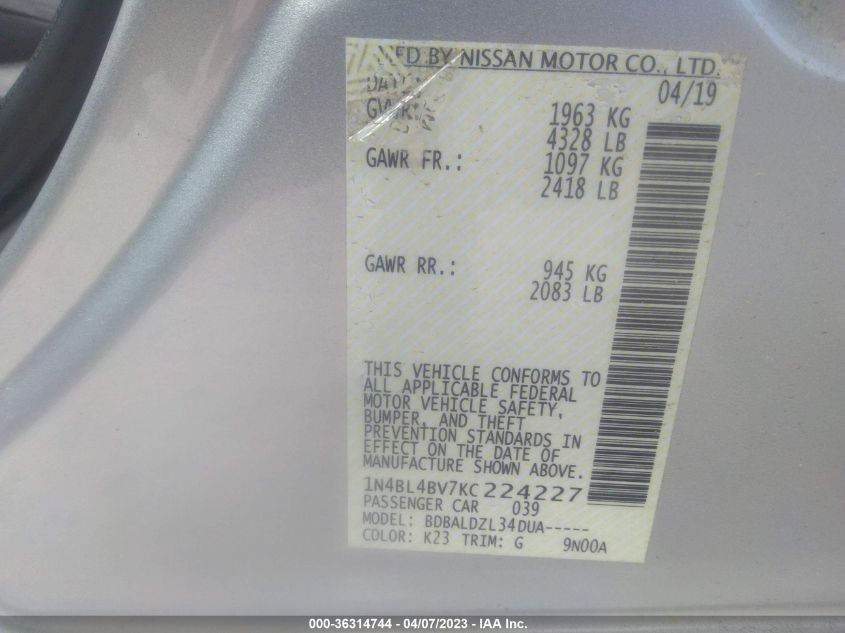 MFD BY NISSAN MOTOR CO., LTD.
DATE: 04/19
GVWR: 1963 KG
4328 LB
GAWR FR.: 1097 KG
2418 LB
GAWR RR.: 945 KG
2083 LB
THIS VEHICLE CONFORMS TO
ALL APPLICABLE FEDERAL
MOTOR VEHICLE SAFETY,
BUMPER, AND THEFT
PREVENTION STANDARDS IN
EFFECT ON THE DATE OF
MANUFACTURE SHOWN ABOVE.
1N4BL4BV7KC224227
PASSENGER CAR 039
MODEL: BDBALDZL34DUA-----
COLOR: K23 TRIM: G 9N00A
000-36314744 - 04/07/2023 - IAA Inc.